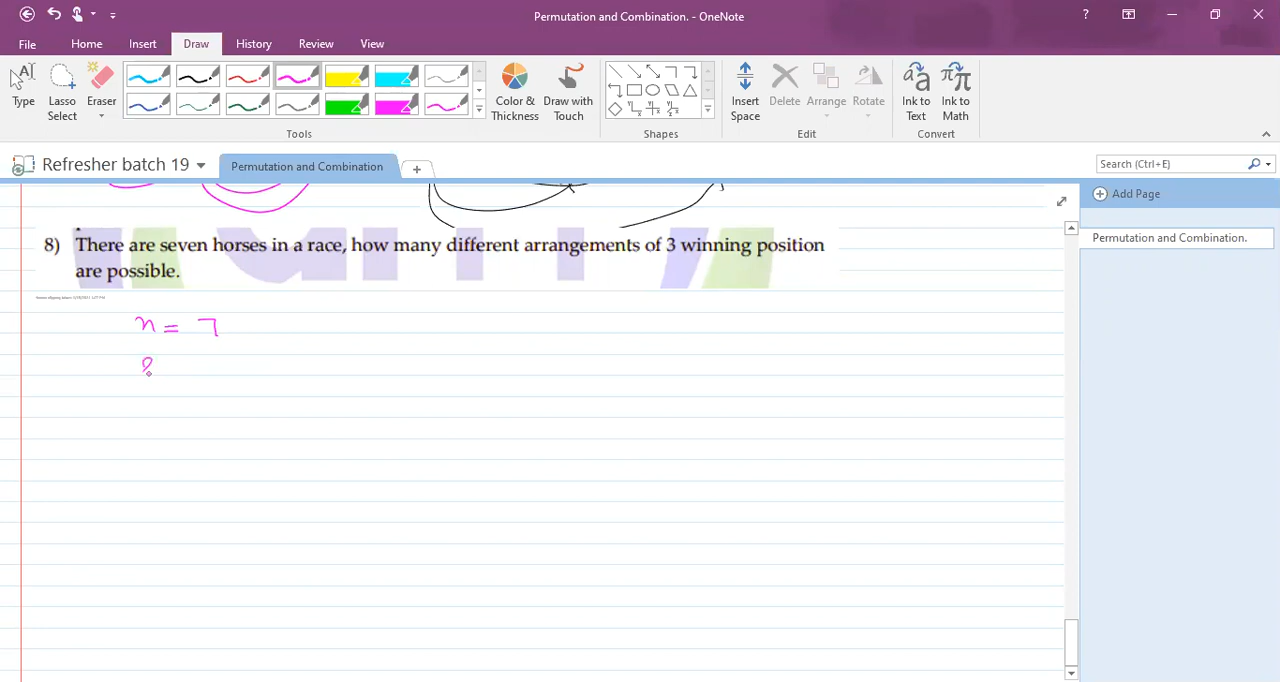 Permutation and Combination. - OneNote
?
File Home Insert Draw History Review View
Type
Lasso Select
Eraser
Color & Thickness
Draw with Touch
Insert Space
Delete
Arrange
Rotate
Ink to Text
Ink to Math
Tools
Shapes
Edit
Convert
Refresher batch 19
Permutation and Combination
Search (Ctrl+E)
Add Page
Permutation and Combination.
8) There are seven horses in a race, how many different arrangements of 3 winning position
are possible.
n = 7